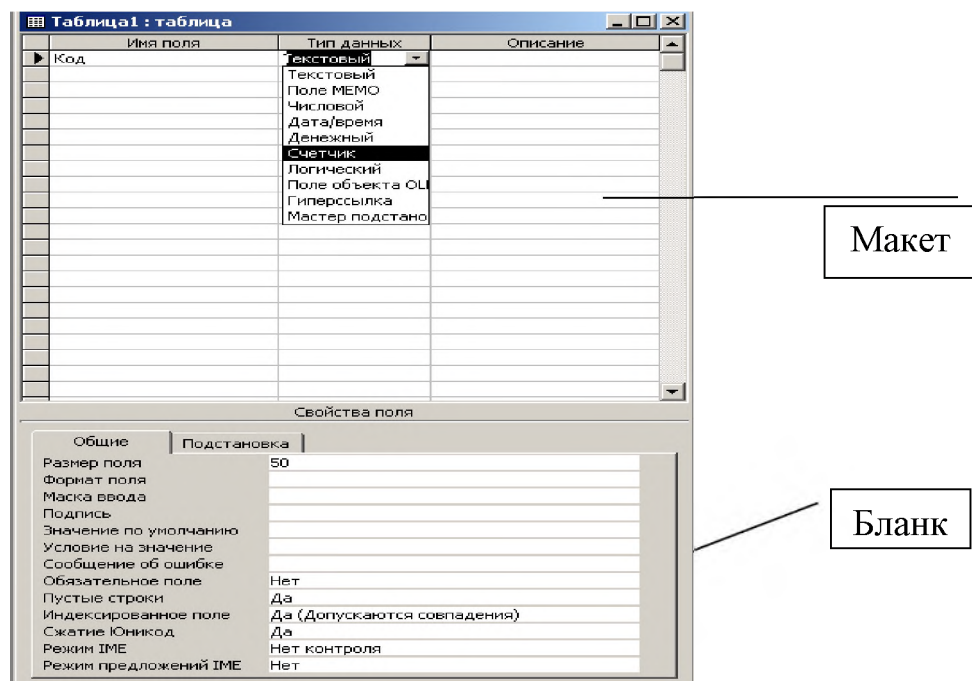 Таблица1 : таблица
Имя поля Тип данных Описание
Код Текстовый
Текстовый
Поле МЕМО
Числовой
Дата/время
Денежный
Счетчик
Логический
Поле объекта OLI
Гиперссылка
Мастер подстано
Макет
Свойства поля
Общие Подстановка
Размер поля 50
Формат поля
Маска ввода
Подпись
Значение по умолчанию
Условие на значение
Сообщение об ошибке
Обязательное поле Нет
Пустые строки Да
Индексированное поле Да (Допускаются совпадения)
Сжатие Юникод Да
Режим IME Нет контроля
Режим предложений IME Нет
Бланк